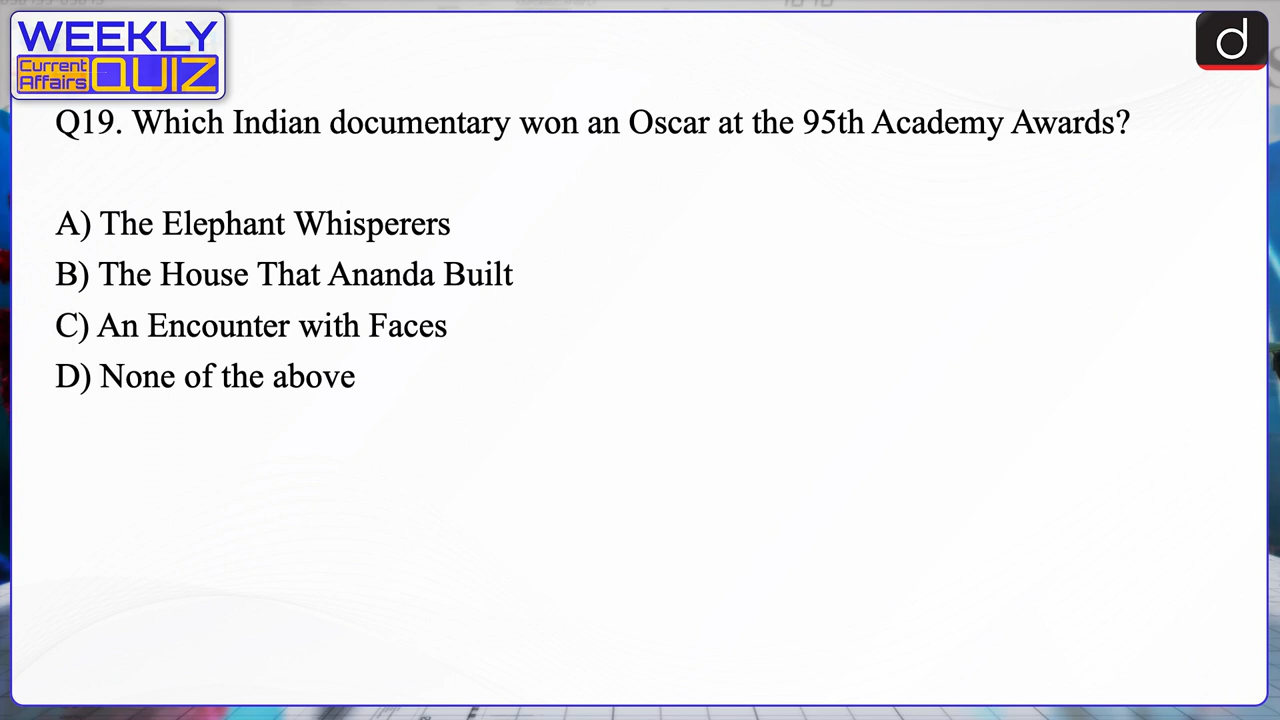 WEEKLY
Current
Affairs
QUIZ
d
Q19. Which Indian documentary won an Oscar at the 95th Academy Awards?
A) The Elephant Whisperers
B) The House That Ananda Built
C) An Encounter with Faces
D) None of the above